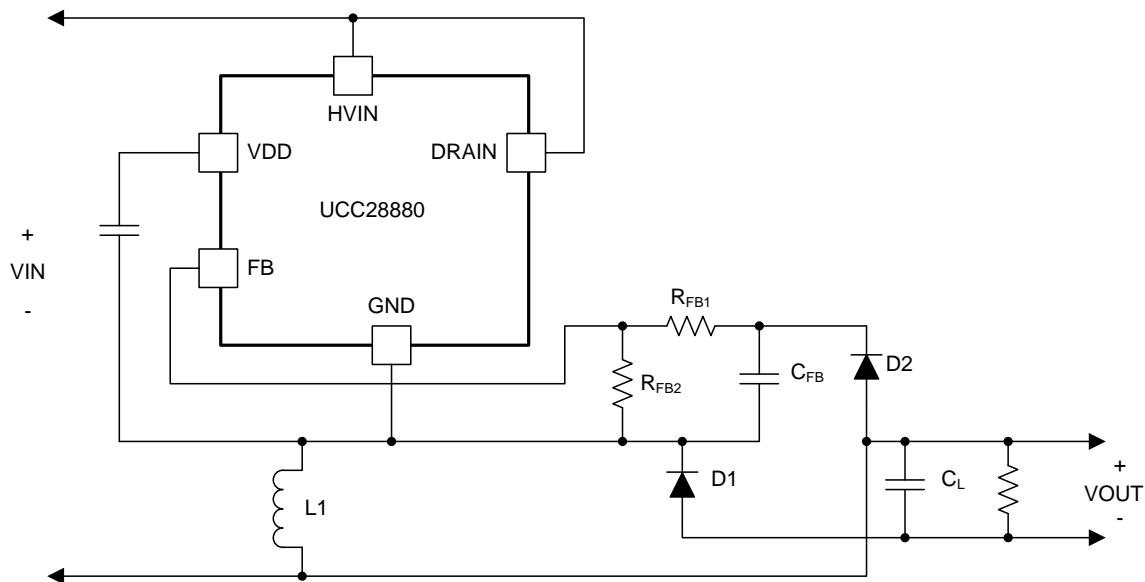 HVIN
VDD
DRAIN
UCC28880
+
VIN
-
FB
GND
RFB1
RFB2
CFB
D2
D1
CL
+
VOUT
-
L1